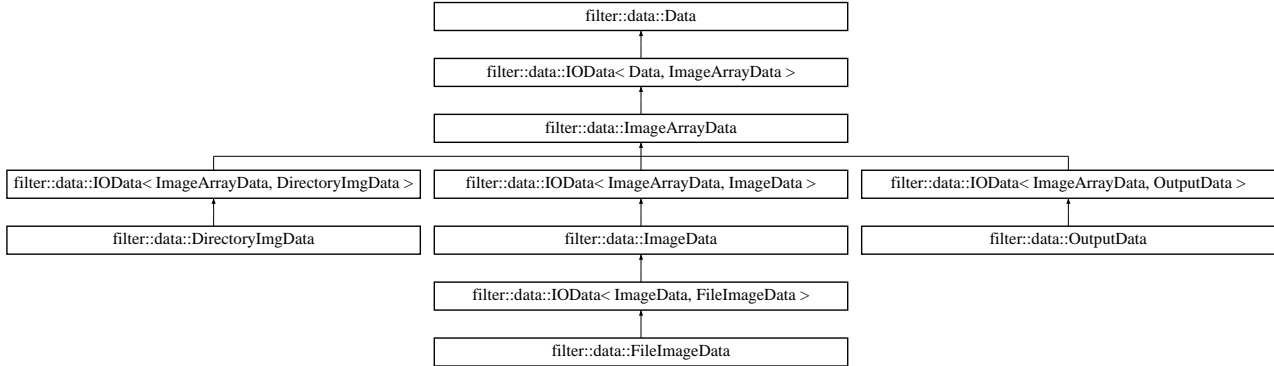 filter::data::Data
filter::data::IOData< Data, ImageArrayData >
filter::data::ImageArrayData
filter::data::IOData< ImageArrayData, DirectoryImgData >
filter::data::IOData< ImageArrayData, ImageData >
filter::data::IOData< ImageArrayData, OutputData >
filter::data::DirectoryImgData
filter::data::ImageData
filter::data::OutputData
filter::data::IOData< ImageData, FileImageData >
filter::data::FileImageData